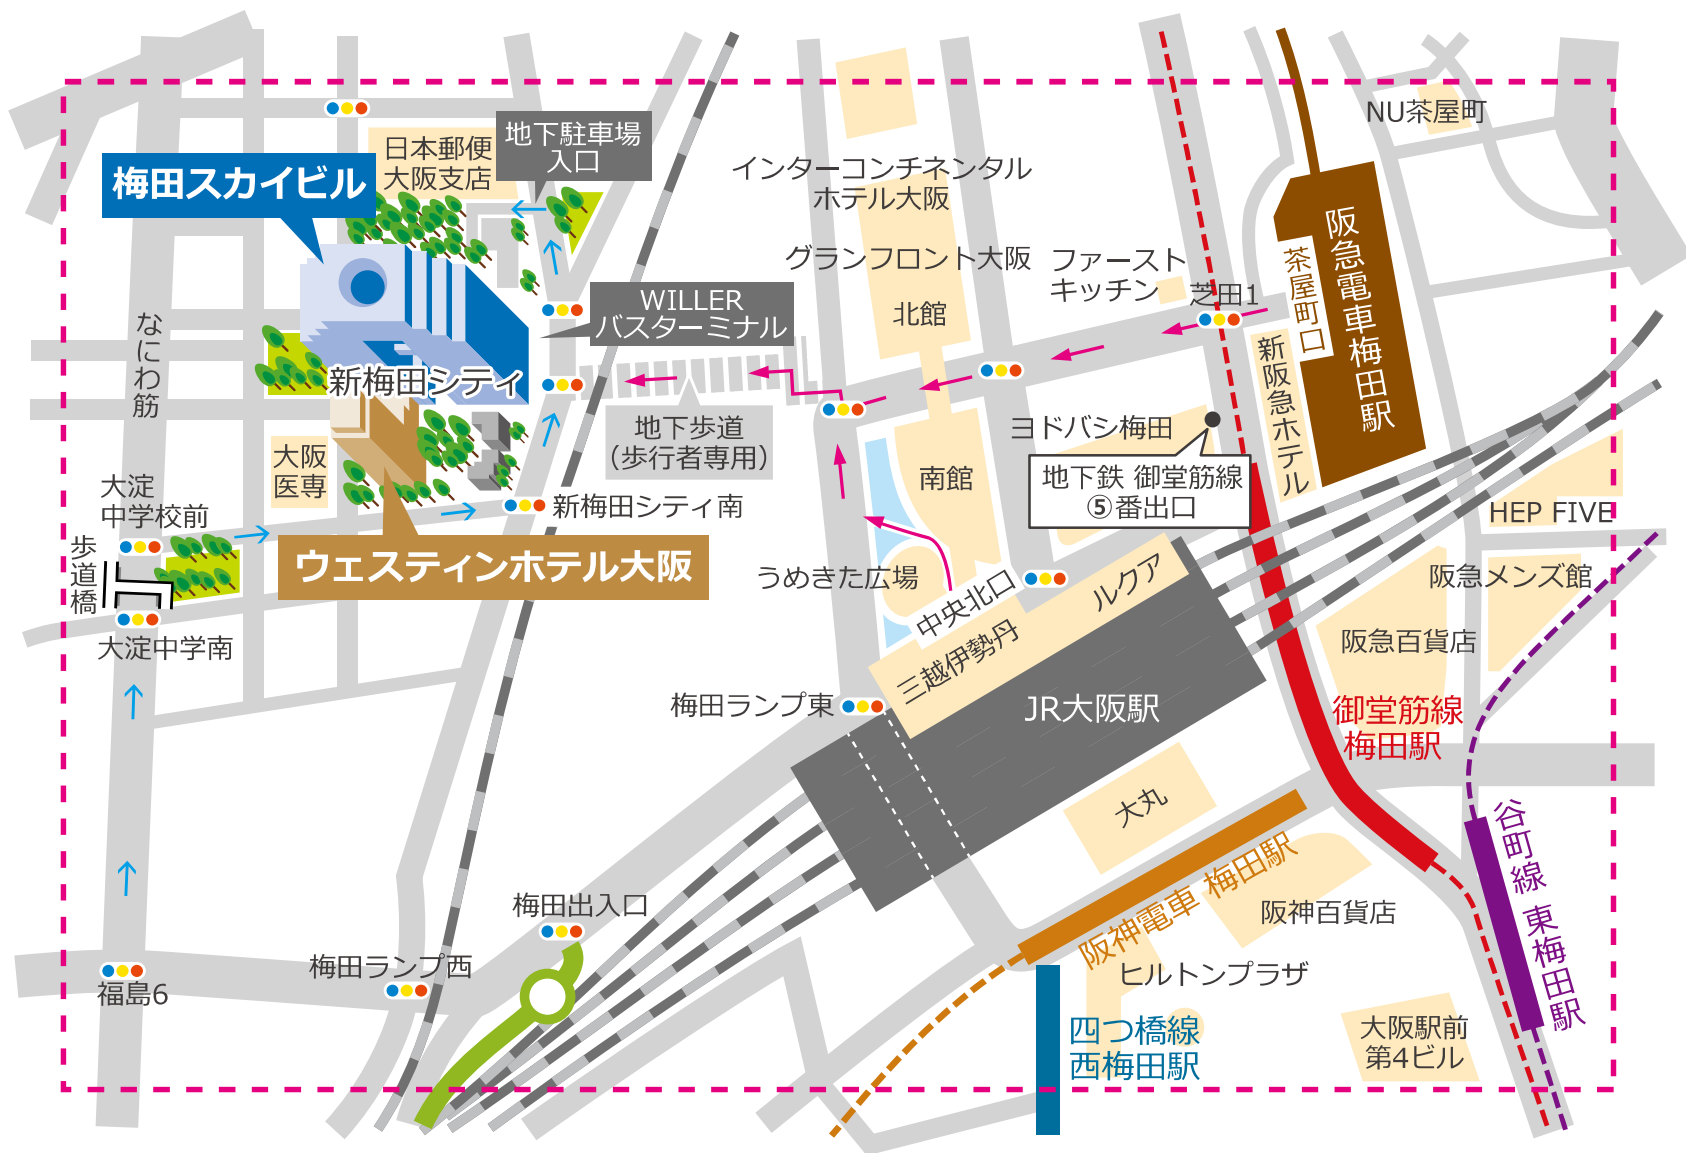 NU茶屋町
地下駐車場
入口
日本郵便
大阪支店
梅田スカイビル
インターコンチネンタル
ホテル大阪
グランフロント大阪
北館
ファースト
キッチン
芝田1
阪急電車梅田駅
茶屋町口
新阪急ホテル
WILLER
バスターミナル
なにわ筋
新梅田シティ
地下歩道
(歩行者専用)
ヨドバシ梅田
地下鉄 御堂筋線
⑤番出口
南館
大阪
医専
大淀
中学校前
新梅田シティ南
HEP FIVE
歩道橋
ウェスティンホテル大阪
うめきた広場
中央北口
ルクア
三越伊勢丹
阪急メンズ館
阪急百貨店
大淀中学南
梅田ランプ東
JR大阪駅
御堂筋線
梅田駅
大丸
谷町線 東梅田駅
阪神電車 梅田駅
梅田出入口
阪神百貨店
梅田ランプ西
福島6
ヒルトンプラザ
四つ橋線
西梅田駅
大阪駅前
第4ビル